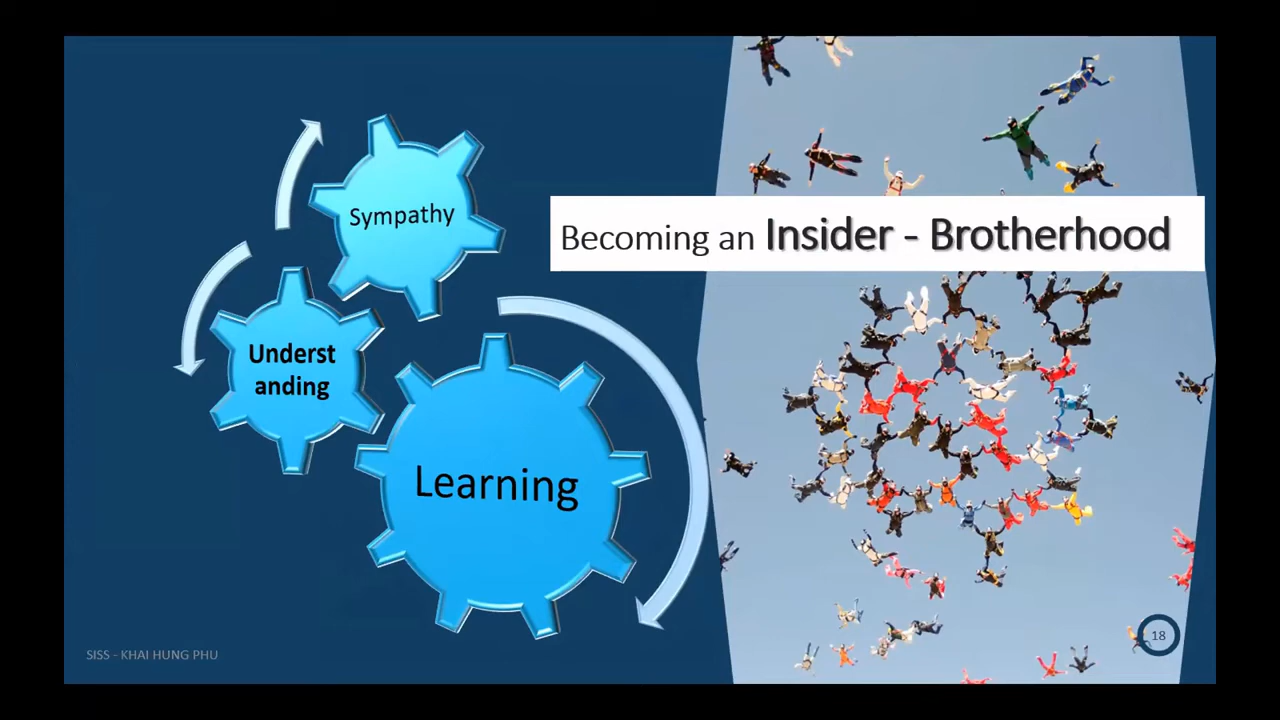 Sympathy
Becoming an Insider - Brotherhood
Underst
anding
Learning
SISS - KHAI HUNG PHU
18